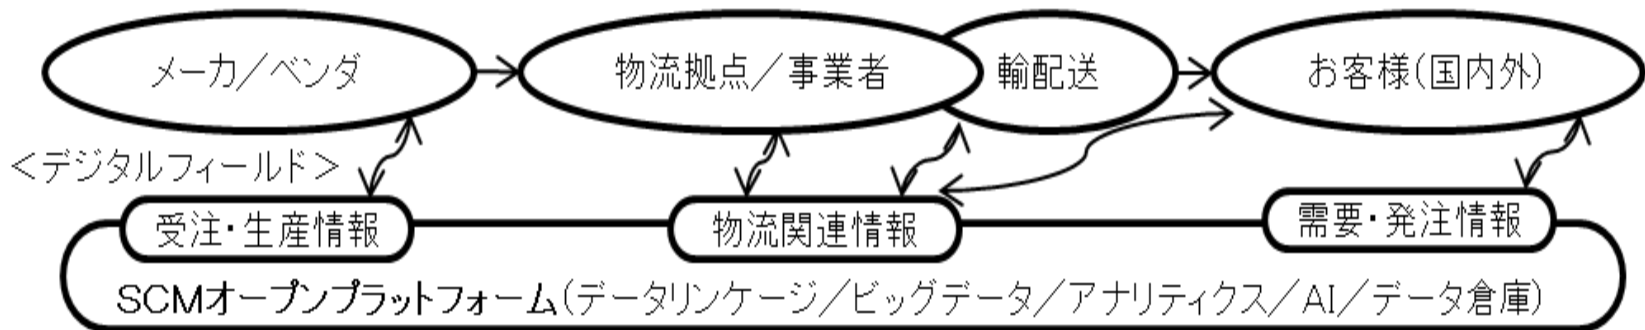 メーカ／ベンダ
物流拠点／事業者
輸配送
お客様(国内外)
＜デジタルフィールド＞
受注・生産情報
物流関連情報
需要・発注情報
SCMオープンプラットフォーム(データリンケージ／ビッグデータ／アナリティクス／AI／データ倉庫)